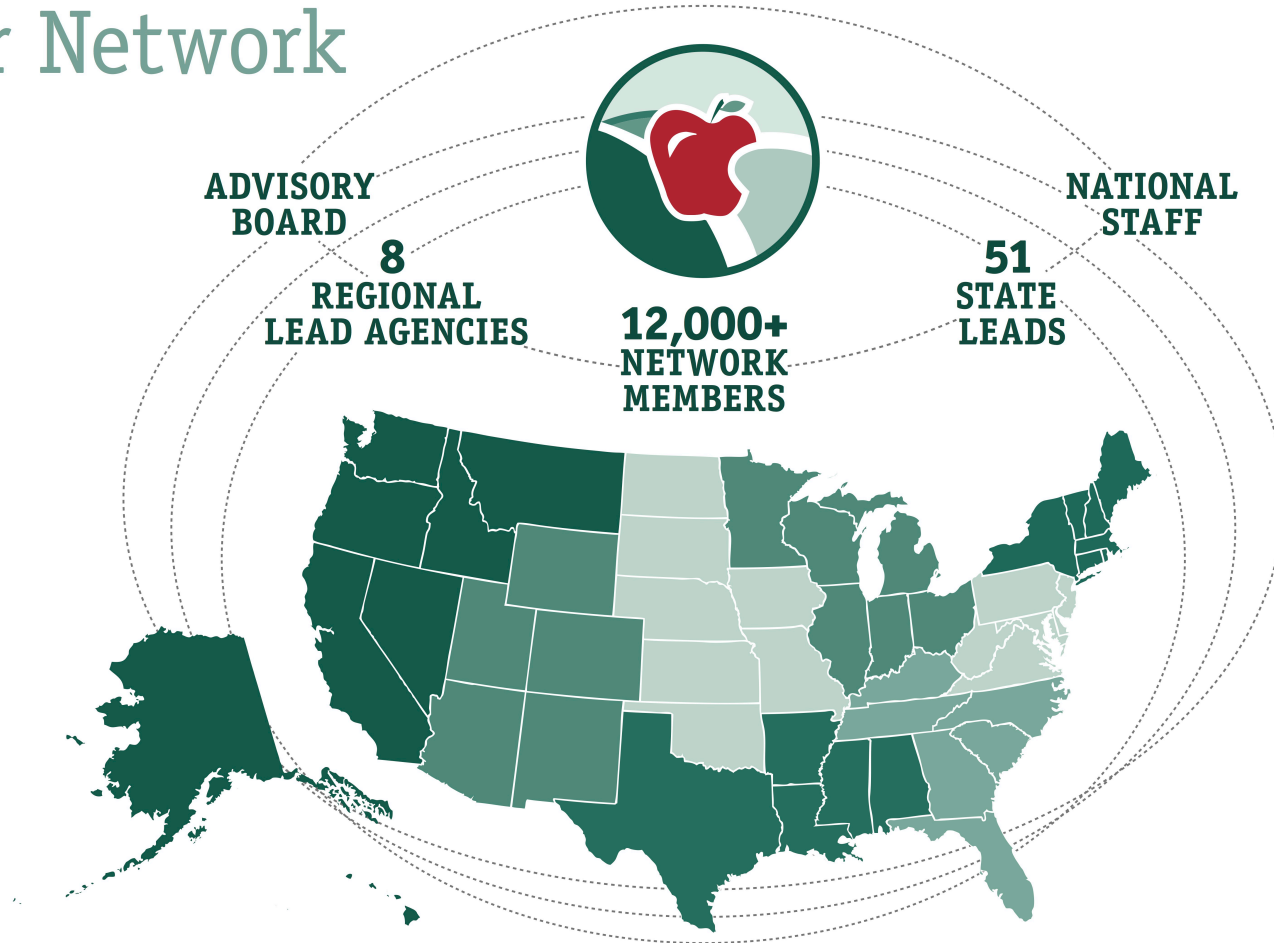 r Network
ADVISORY
BOARD
NATIONAL
STAFF
8
REGIONAL
LEAD AGENCIES
51
STATE
LEADS
12,000+
NETWORK
MEMBERS